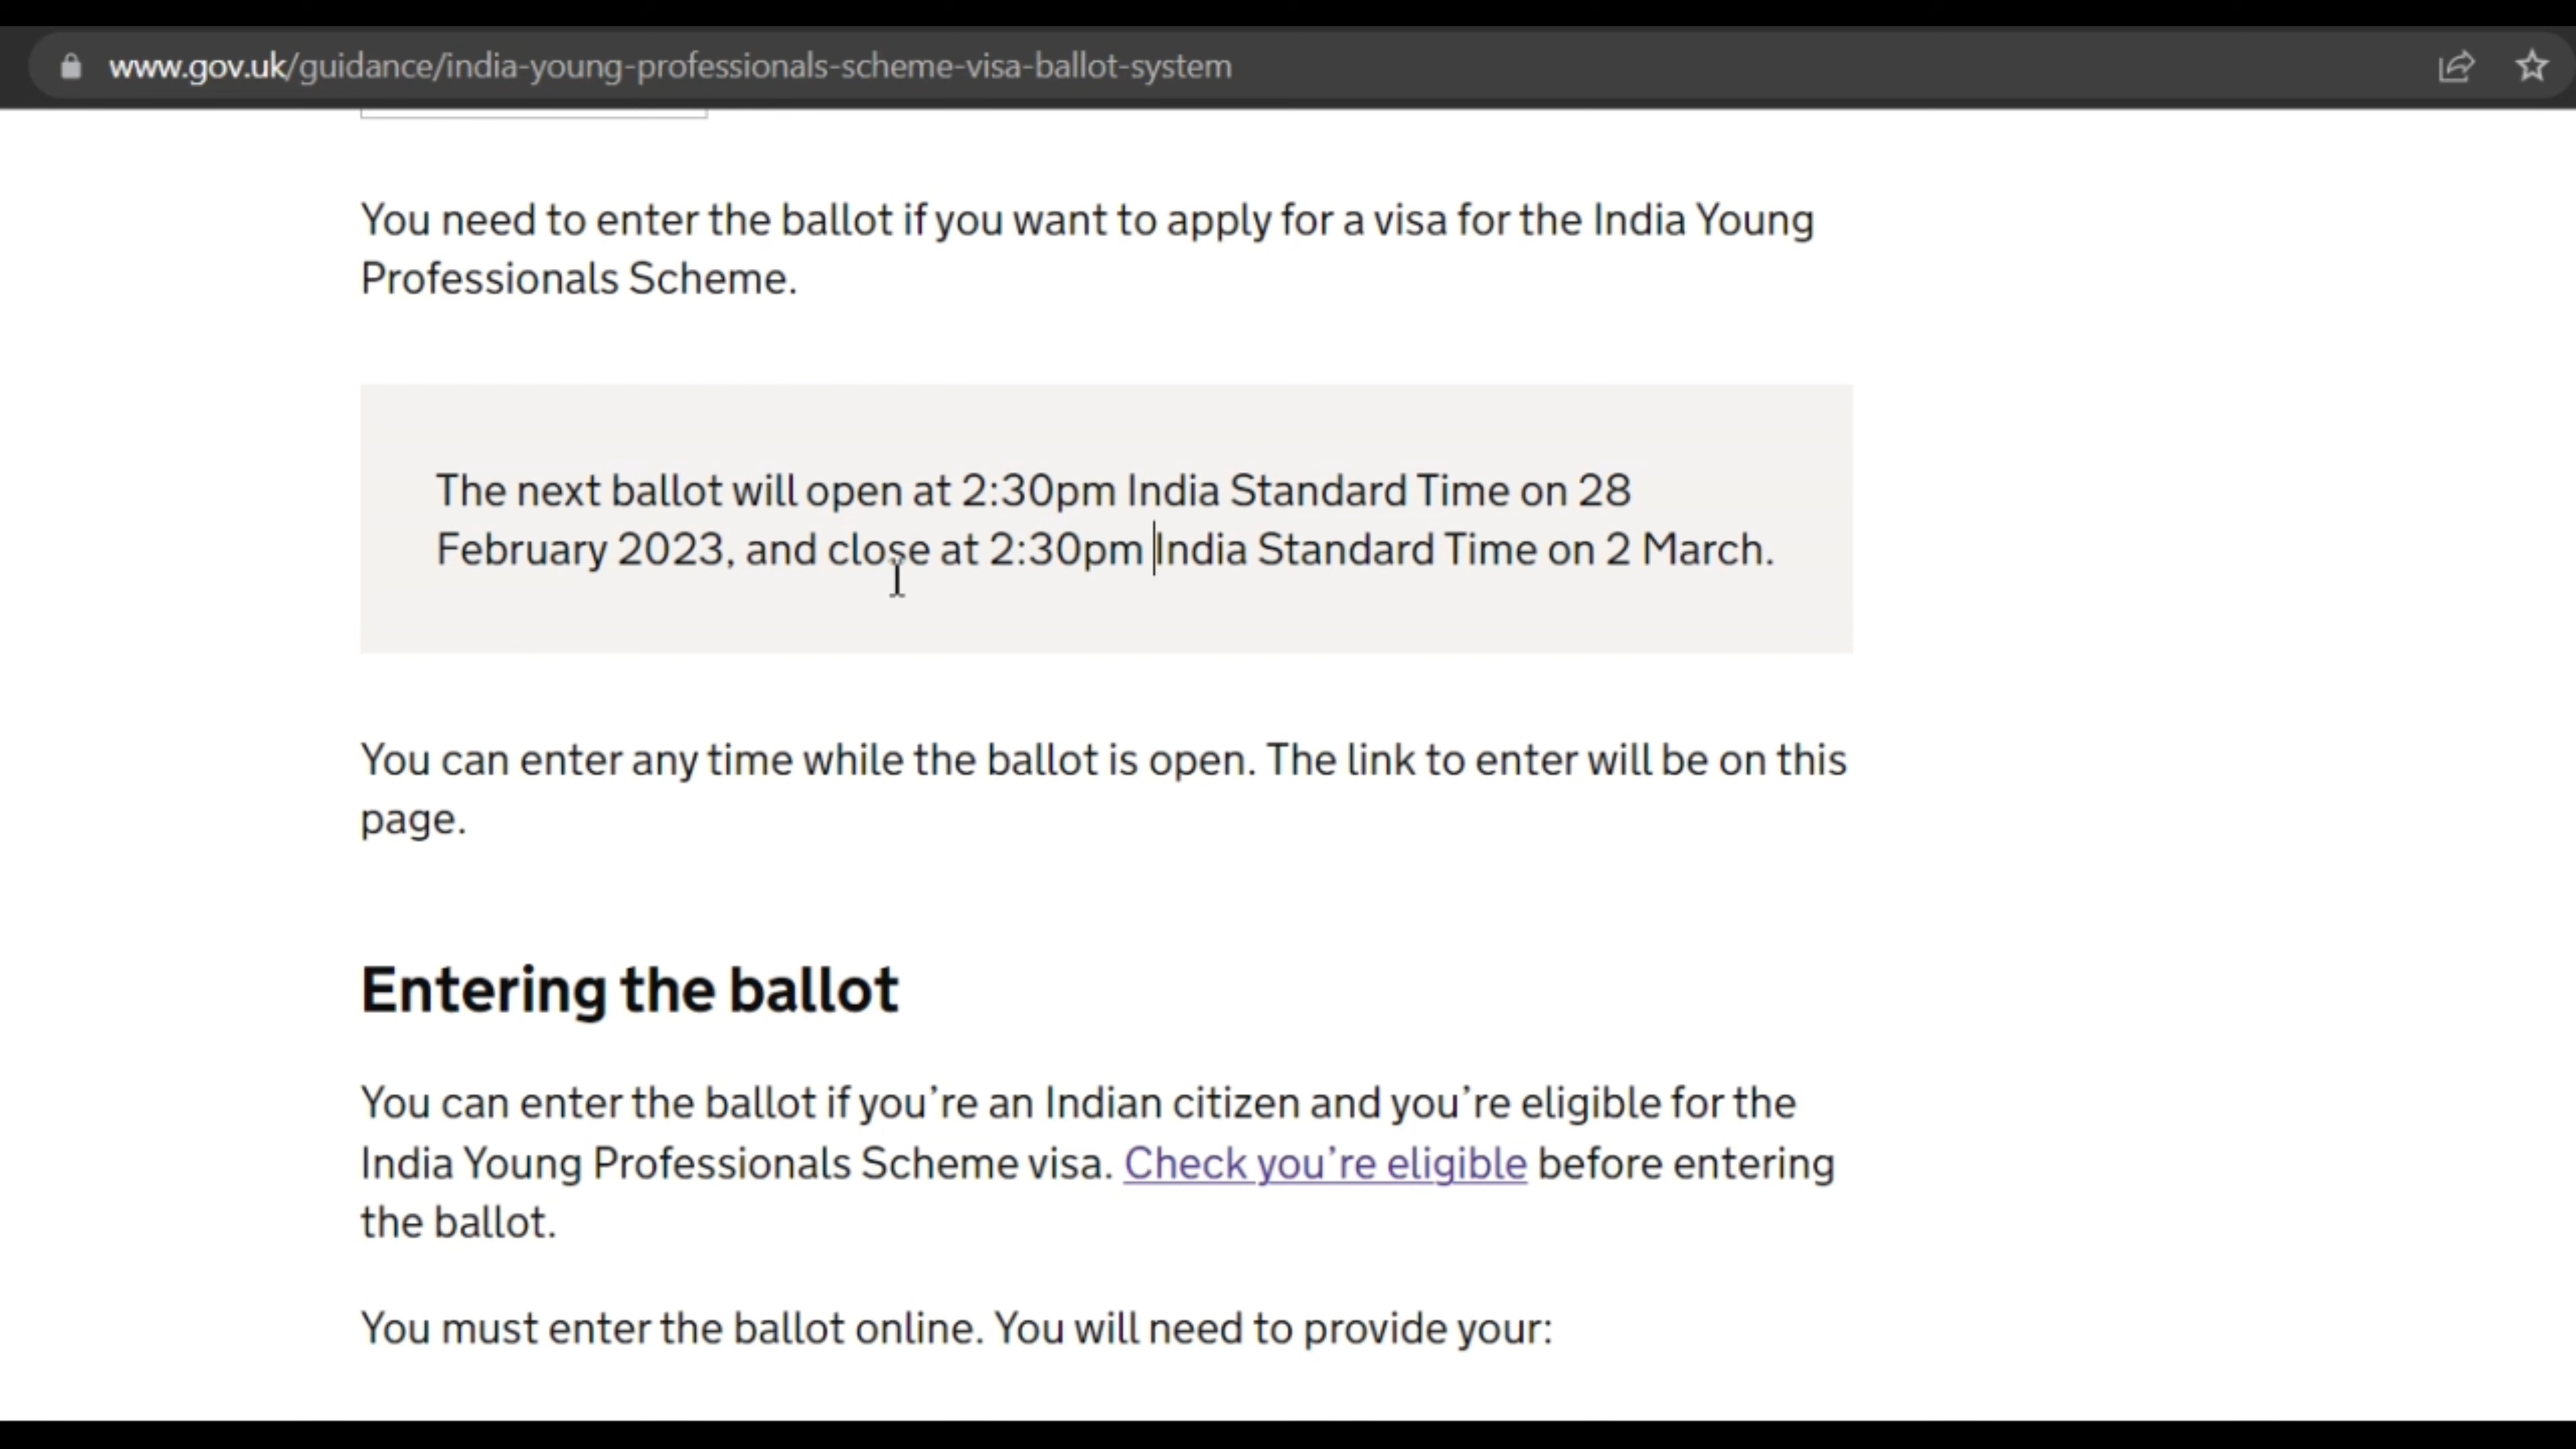 www.gov.uk/guidance/india-young-professionals-scheme-visa-ballot-system
You need to enter the ballot if you want to apply for a visa for the India Young
Professionals Scheme.
The next ballot will open at 2:30pm India Standard Time on 28
February 2023, and close at 2:30pm India Standard Time on 2 March.
You can enter any time while the ballot is open. The link to enter will be on this
page.
Entering the ballot
You can enter the ballot if you’re an Indian citizen and you’re eligible for the
India Young Professionals Scheme visa. Check you’re eligible before entering
the ballot.
You must enter the ballot online. You will need to provide your: